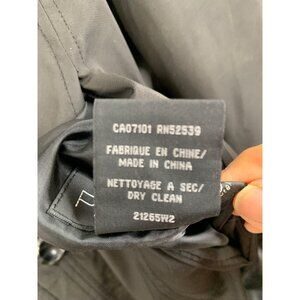 CA07101 RN52539
FABRIQUE EN CHINE/
MADE IN CHINA
NETTOYAGE A SEC/
DRY CLEAN
21265W2